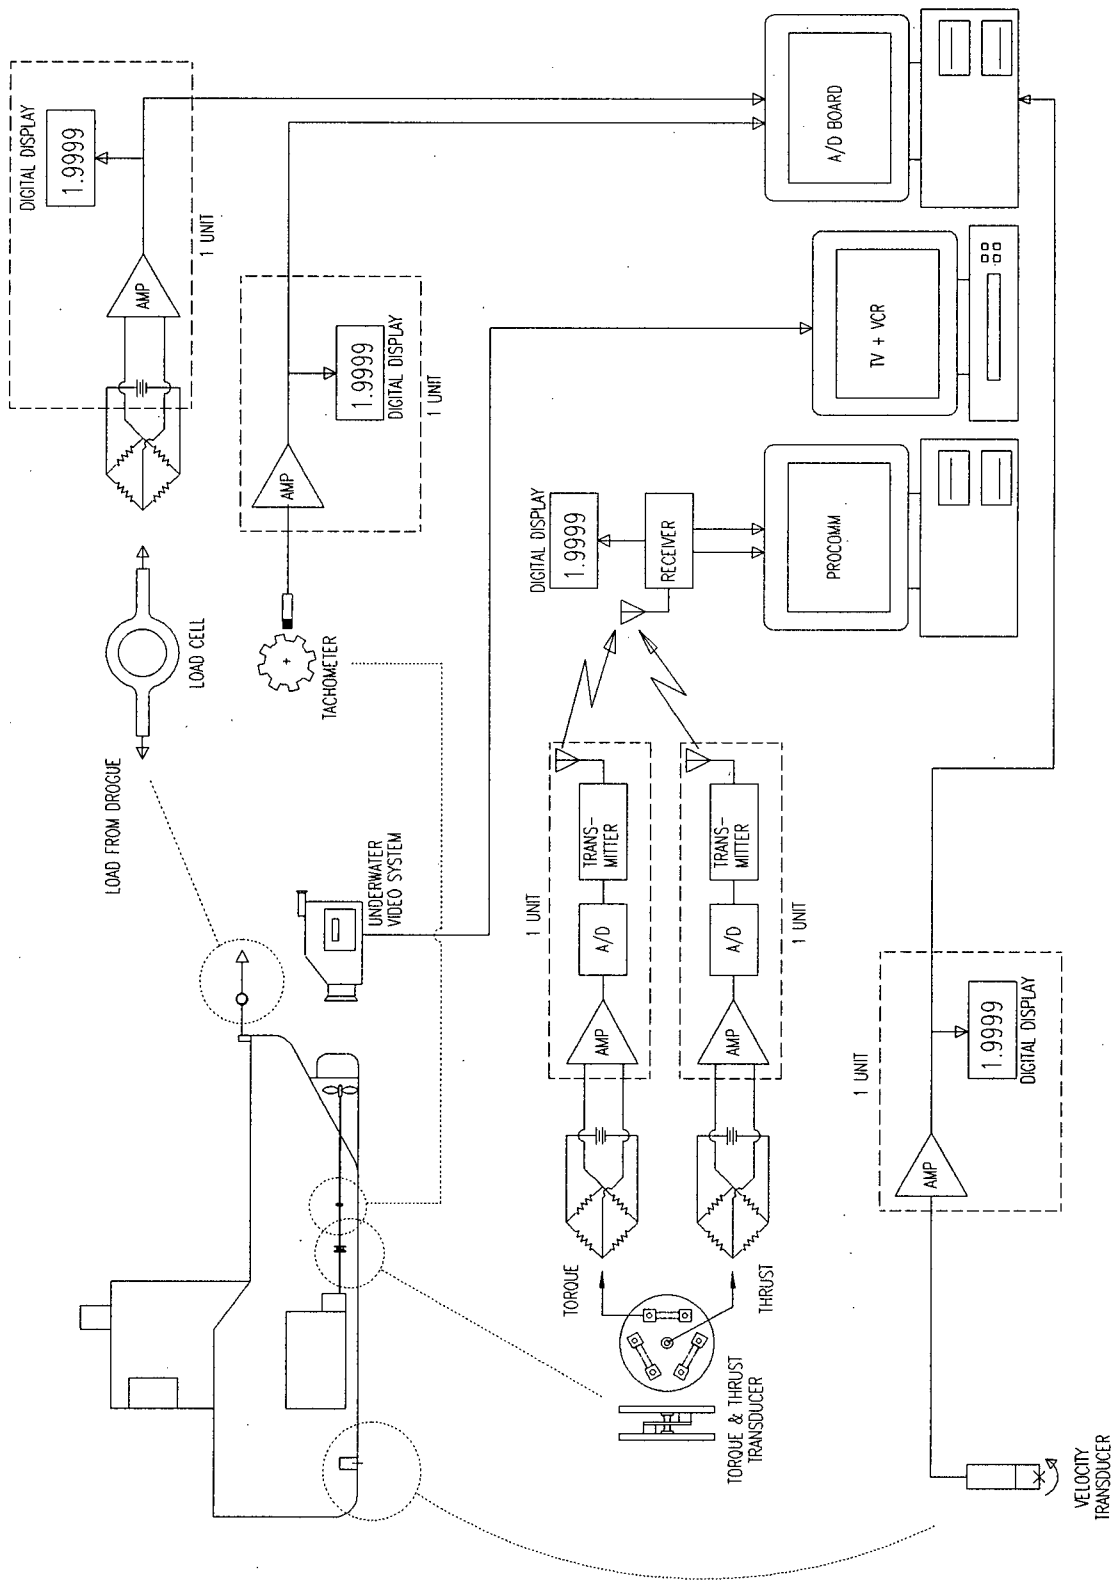 LOAD FROM DROGUE
LOAD CELL
AMP
DIGITAL DISPLAY
1.9999
1 UNIT
TACHOMETER
AMP
1.9999
DIGITAL DISPLAY
1 UNIT
UNDERWATER
VIDEO SYSTEM
TORQUE & THRUST
TRANSDUCER
TORQUE
THRUST
1 UNIT
AMP
A/D
TRANS-
MITTER
AMP
A/D
TRANS-
MITTER
1 UNIT
DIGITAL DISPLAY
1.9999
RECEIVER
PROCOMM
TV + VCR
A/D BOARD
VELOCITY
TRANSDUCER
1 UNIT
AMP
1.9999
DIGITAL DISPLAY